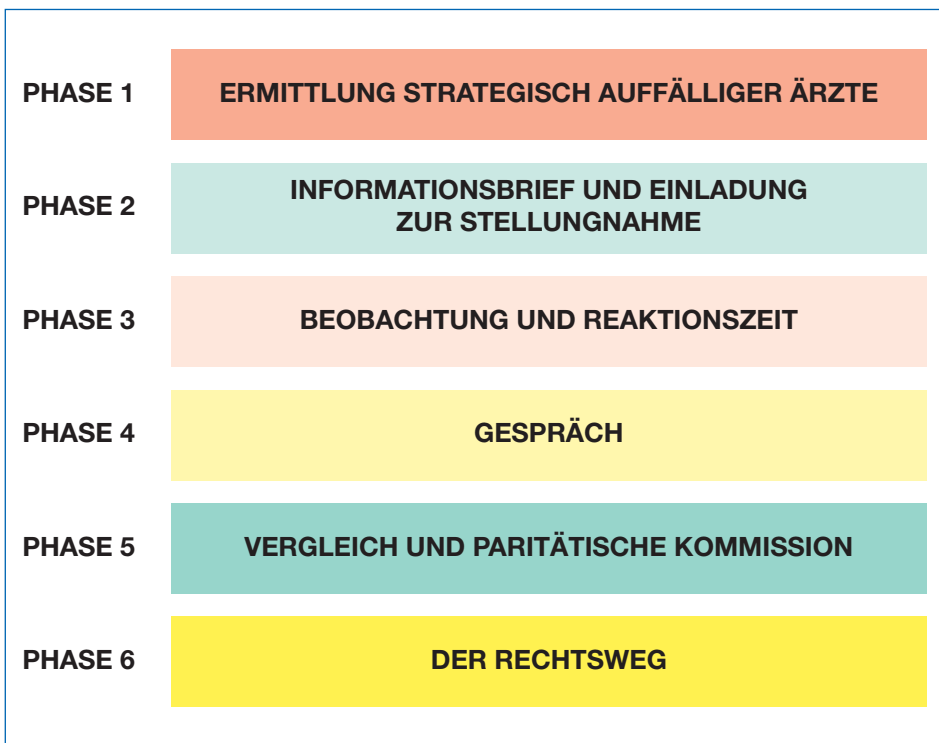 PHASE 1 ERMITTLUNG STRATEGISCH AUFFÄLLIGER ÄRZTE
PHASE 2 INFORMATIONSBRIEF UND EINLADUNG
ZUR STELLUNGNAHME
PHASE 3 BEOBACHTUNG UND REAKTIONSZEIT
PHASE 4 GESPRÄCH
PHASE 5 VERGLEICH UND PARITÄTISCHE KOMMISSION
PHASE 6 DER RECHTSWEG